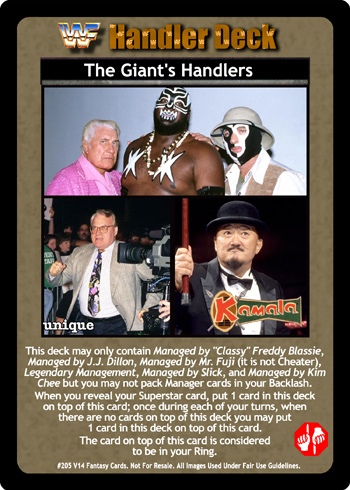 WF Handler Deck
The Giant's Handlers
Kamala
unique
This deck may only contain Managed by "Classy" Freddy Blassie,
Managed by J.J. Dillon, Managed by Mr. Fuji (it is not Cheater),
Legendary Management, Managed by Slick, and Managed by Kim
Chee but you may not pack Manager cards in your Backlash.
When you reveal your Superstar card, put 1 card in this deck
on top of this card; once during each of your turns, when
there are no cards on top of this deck you may put
1 card in this deck on top of this card.
The card on top of this card is considered
to be in your Ring.
#205 V14 Fantasy Cards. Not For Resale. All Images Used Under Fair Use Guidelines.